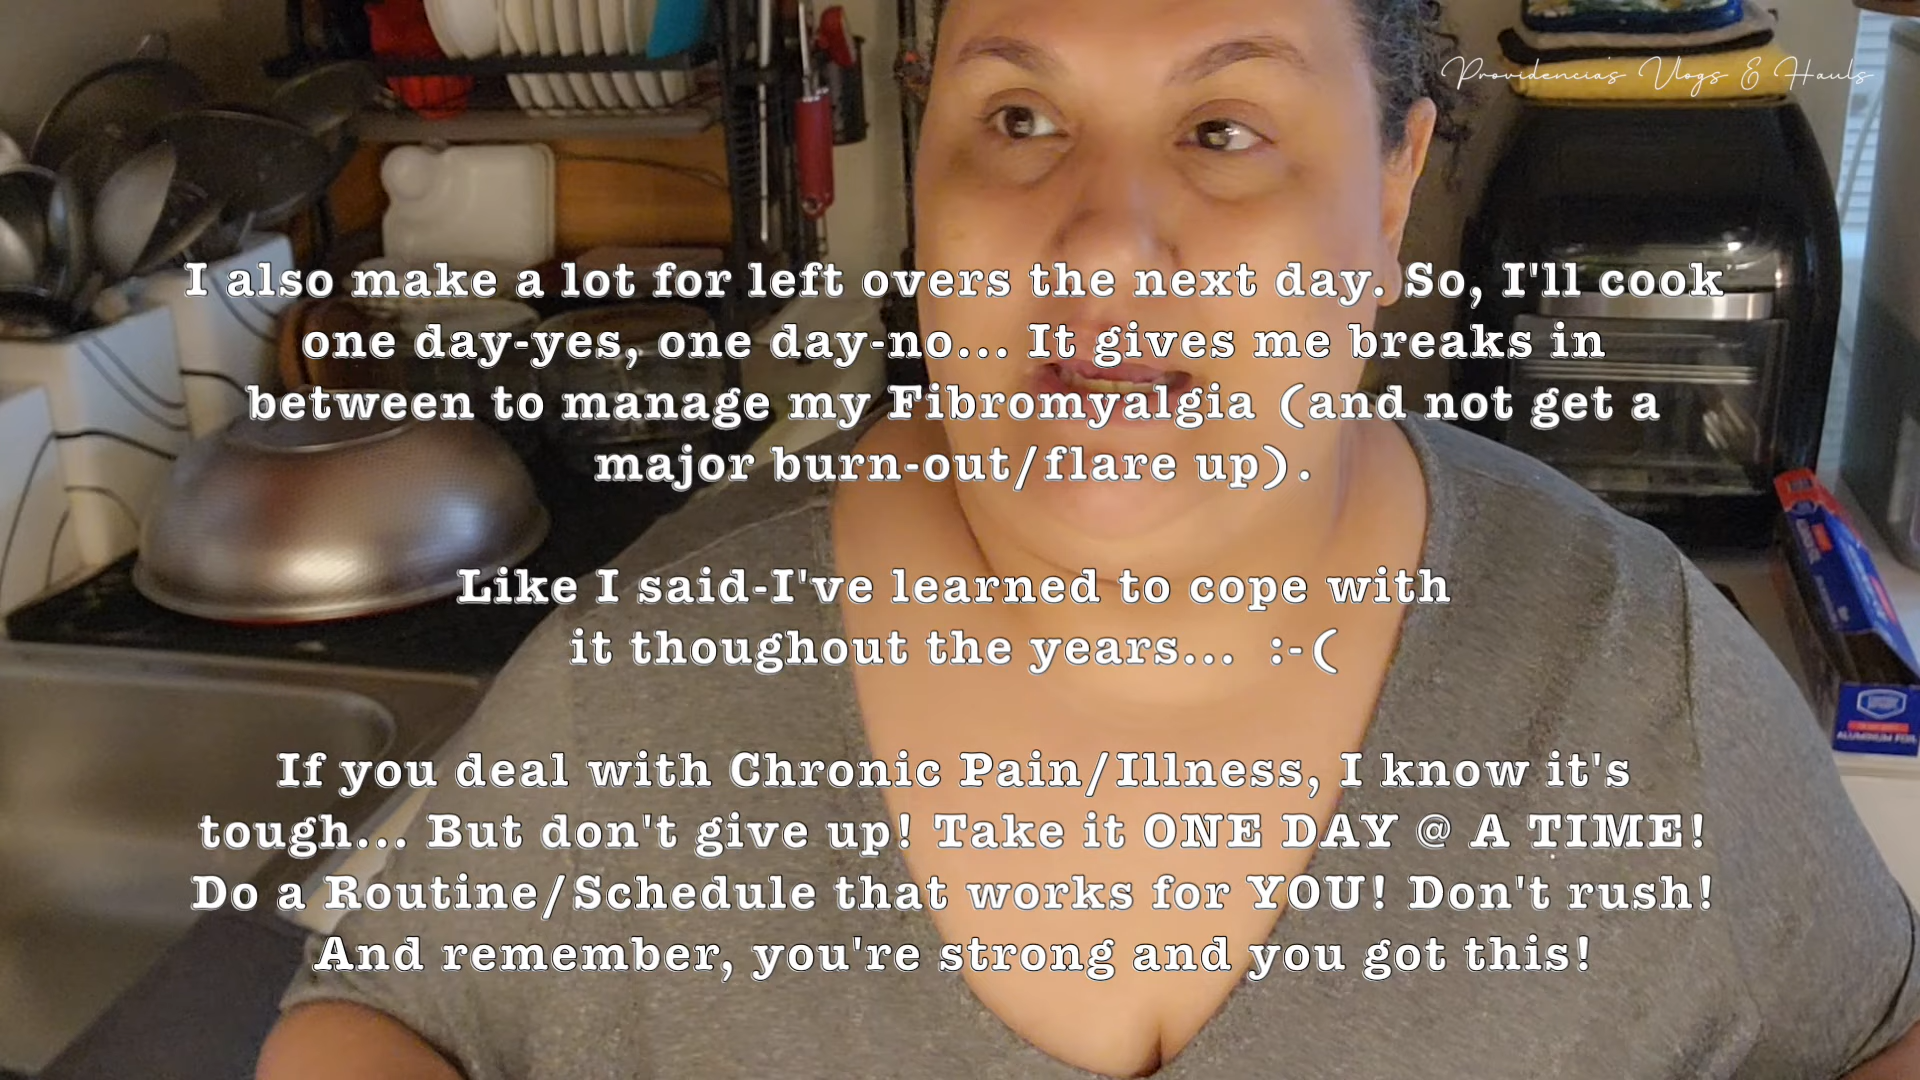 Providencia's Vlogs & Hauls
I also make a lot for left overs the next day. So, I'll cook
one day-yes, one day-no... It gives me breaks in
between to manage my Fibromyalgia (and not get a
major burn-out/flare up).
Like I said-I've learned to cope with
it thoughout the years... :-(
If you deal with Chronic Pain/Illness, I know it's
tough... But don't give up! Take it ONE DAY @ A TIME!
Do a Routine/Schedule that works for YOU! Don't rush!
And remember, you're strong and you got this!
ALUMINUM FOIL